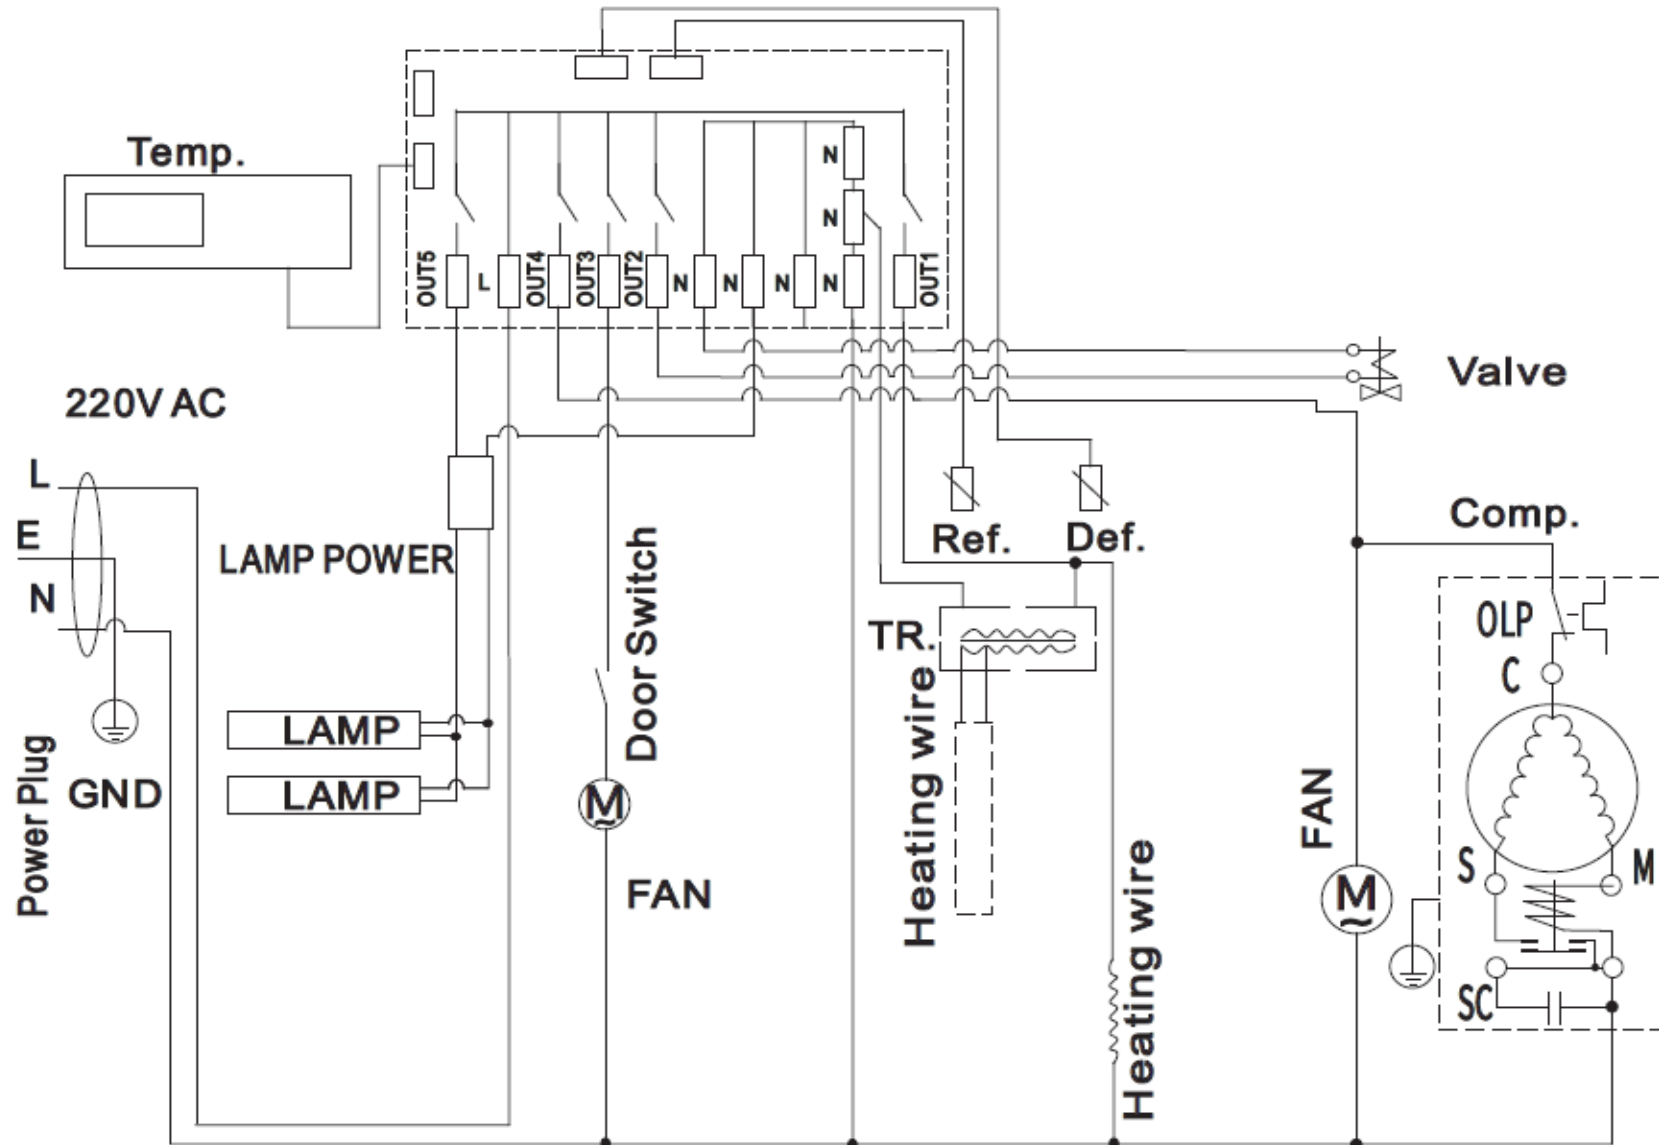 Temp.
N
N
OUT5
L
OUT4
OUT3
OUT2
N
N
N
N
OUT1
Valve
220V AC
L
E
N
LAMP POWER
Door Switch
Ref.
Def.
Comp.
OLP
TR.
C
Power Plug
GND
LAMP
LAMP
M
~
FAN
Heating wire
Heating wire
FAN
M
~
S
M
SC